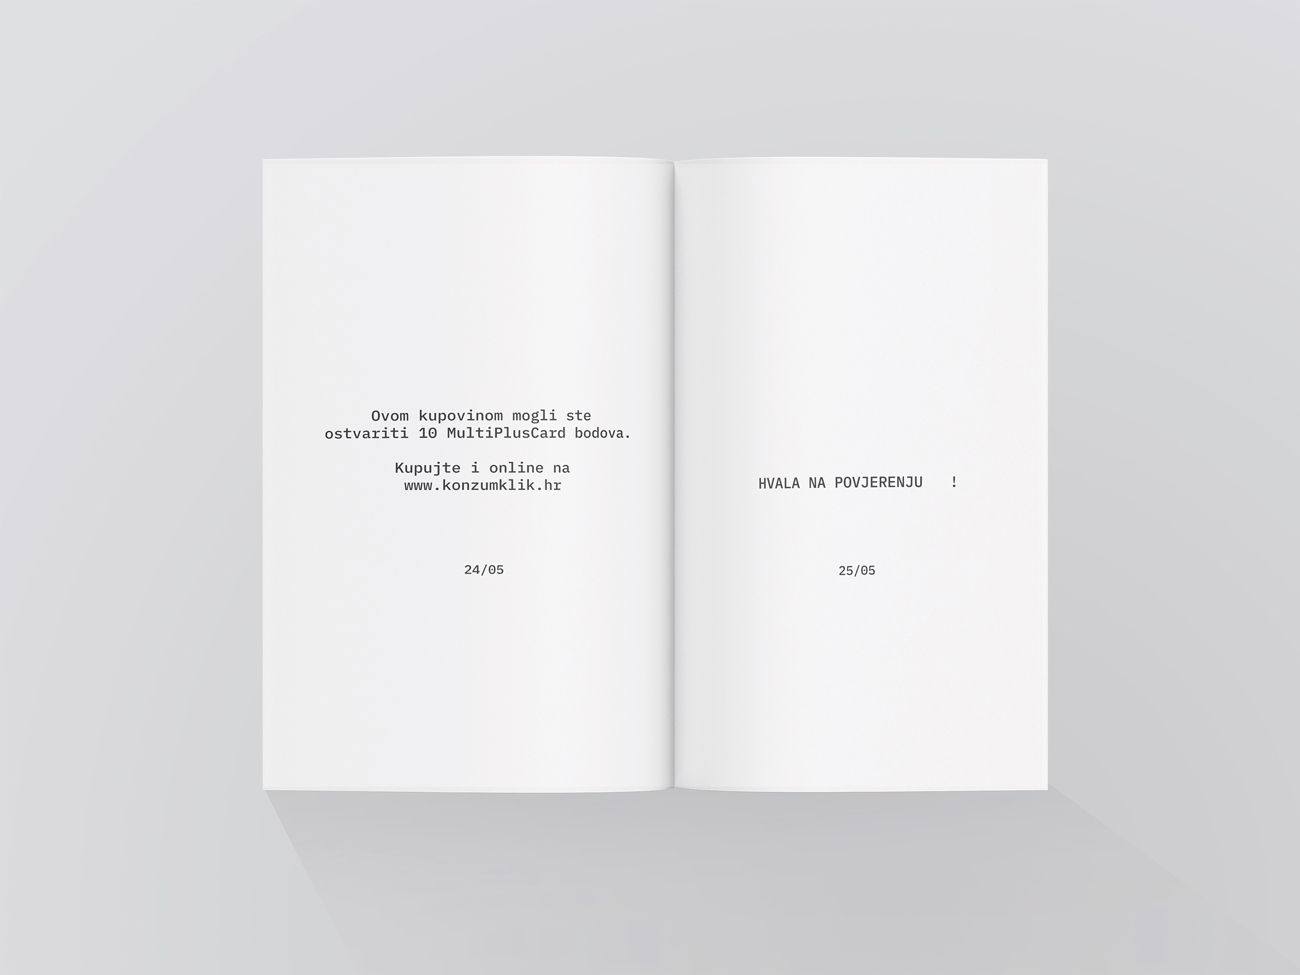 Ovom kupovinom mogli ste
ostvariti 10 MultiPlusCard bodova.
Kupujte i online na
www.konzumklik.hr
24/05
HVALA NA POVJERENJU !
25/05